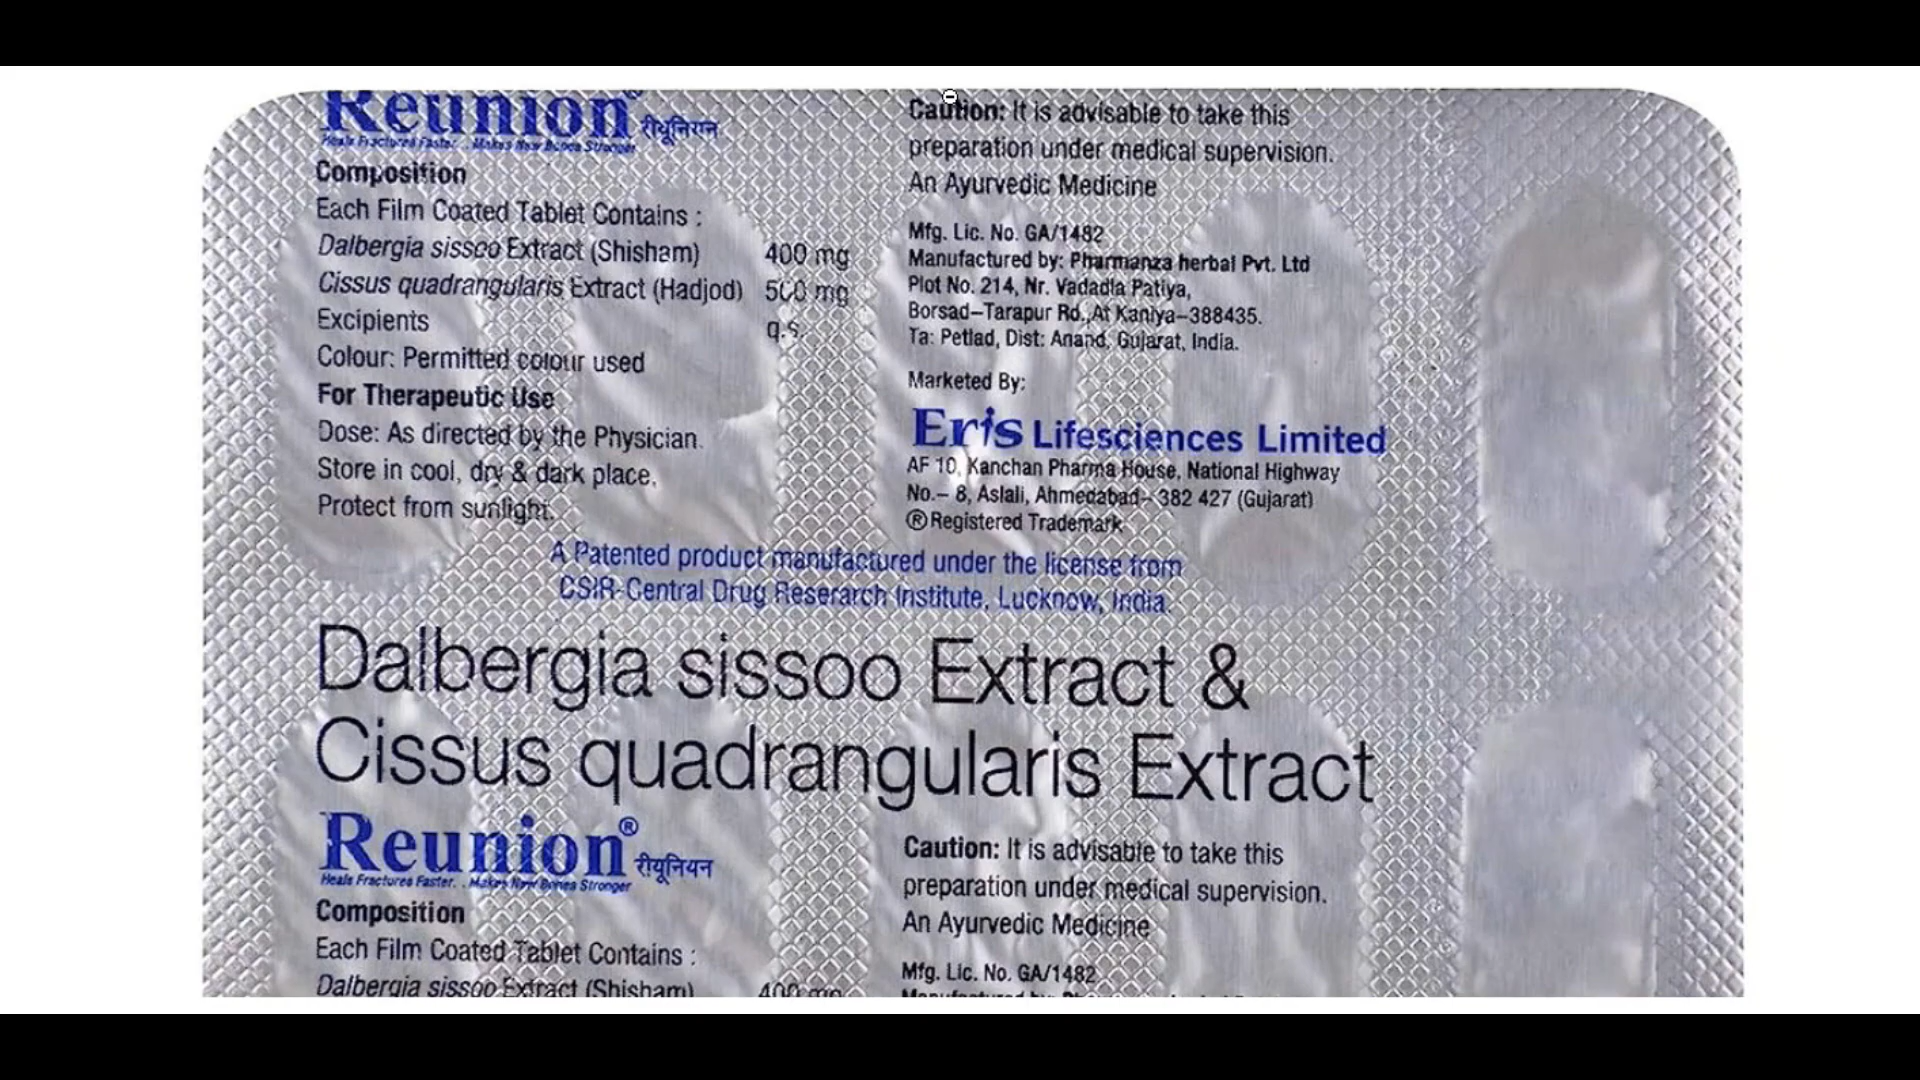 Reunion® रीयूनियन
Heals Fractures Faster... Makes New Bones Stronger
Composition
Each Film Coated Tablet Contains :
Dalbergia sissoo Extract (Shisham) 400 mg
Cissus quadrangularis Extract (Hadjod) 500 mg
Excipients q.s.
Colour: Permitted colour used
For Therapeutic Use
Dose: As directed by the Physician.
Store in cool, dry & dark place.
Protect from sunlight.
Caution: It is advisable to take this
preparation under medical supervision.
An Ayurvedic Medicine
Mfg. Lic. No. GA/1482
Manufactured by: Pharmanza herbal Pvt. Ltd
Plot No. 214, Nr. Vadadla Patiya,
Borsad–Tarapur Rd.,At Kaniya–388435.
Ta: Petlad, Dist: Anand, Gujarat, India.
Marketed By:
Eris Lifesciences Limited
AF 10, Kanchan Pharma House, National Highway
No.– 8, Aslali, Ahmedabad– 382 427 (Gujarat)
® Registered Trademark
A Patented product manufactured under the license from
CSIR-Central Drug Reserarch Institute, Lucknow, India.
Dalbergia sissoo Extract &
Cissus quadrangularis Extract
Reunion® रीयूनियन
Heals Fractures Faster... Makes New Bones Stronger
Composition
Each Film Coated Tablet Contains :
Dalbergia sissoo Extract (Shisham) 400 mg
Caution: It is advisable to take this
preparation under medical supervision.
An Ayurvedic Medicine
Mfg. Lic. No. GA/1482